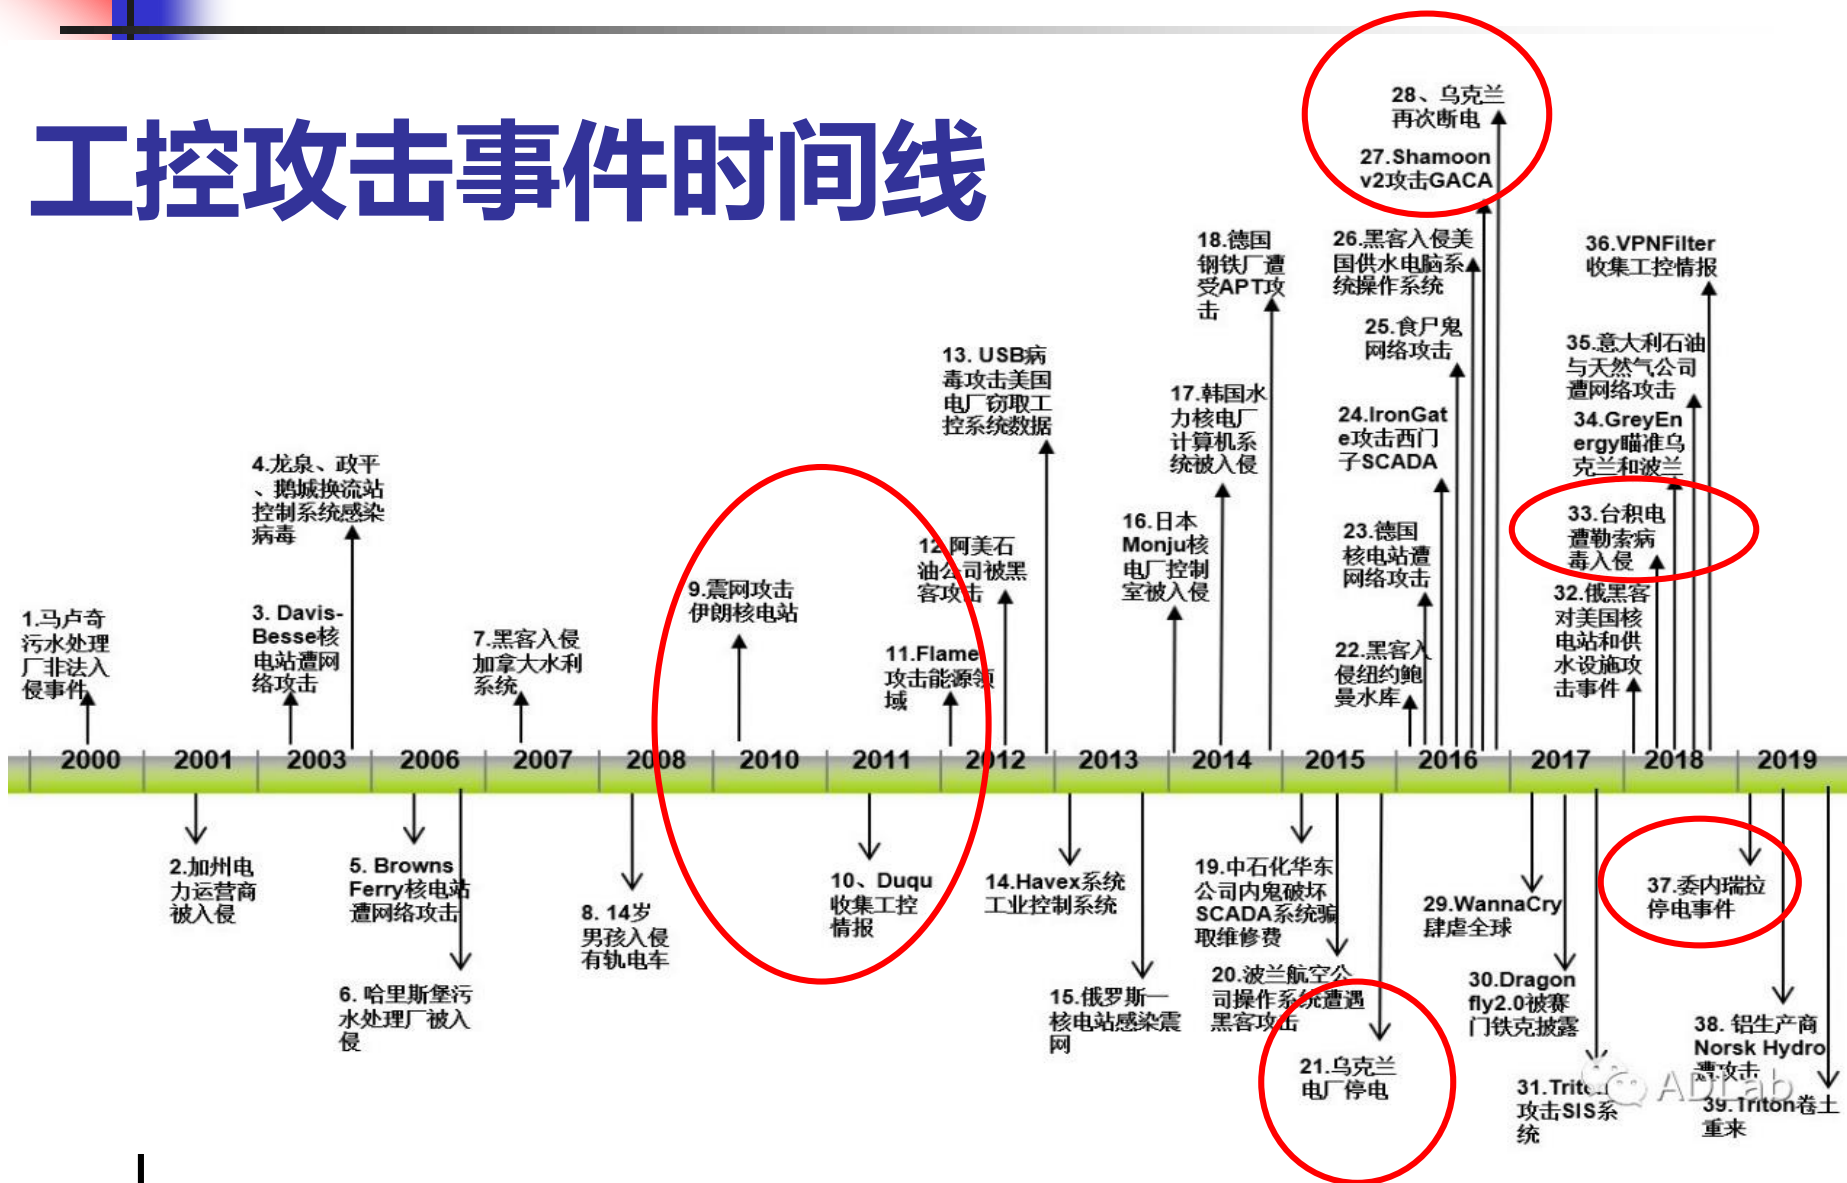 工控攻击事件时间线
1.马卢奇
污水处理
厂非法入
侵事件
4.龙泉、政平
、鹅城换流站
控制系统感染
病毒
3. Davis-
Besse核
电站遭网
络攻击
7.黑客入侵
加拿大水利
系统
9.震网攻击
伊朗核电站
11.Flame
攻击能源领
域
12.阿美石
油公司被黑
客攻击
13. USB病
毒攻击美国
电厂窃取工
控系统数据
16.日本
Monju核
电厂控制
室被入侵
17.韩国水
力核电厂
计算机系
统被入侵
18.德国
钢铁厂遭
受APT攻
击
22.黑客入
侵纽约鲍
曼水库
23.德国
核电站遭
网络攻击
24.IronGat
e攻击西门
子SCADA
25.食尸鬼
网络攻击
26.黑客入侵美
国供水电脑系
统操作系统
27.Shamoon
v2攻击GACA
28、乌克兰
再次断电
32.俄黑客
对美国核
电站和供
水设施攻
击事件
33.台积电
遭勒索病
毒入侵
34.GreyEn
ergy瞄准乌
克兰和波兰
35.意大利石油
与天然气公司
遭网络攻击
36.VPNFilter
收集工控情报
2000 2001 2003 2006 2007 2008 2010 2011 2012 2013 2014 2015 2016 2017 2018 2019
2.加州电
力运营商
被入侵
5. Browns
Ferry核电站
遭网络攻击
6. 哈里斯堡污
水处理厂被入
侵
8. 14岁
男孩入侵
有轨电车
10、Duqu
收集工控
情报
14.Havex系统
工业控制系统
15.俄罗斯一
核电站感染震
网
19.中石化华东
公司内鬼破坏
SCADA系统骗
取维修费
20.波兰航空公
司操作系统遭遇
黑客攻击
21.乌克兰
电厂停电
29.WannaCry
肆虐全球
30.Dragon
fly2.0被赛
门铁克披露
31.Triton
攻击SIS系
统
37.委内瑞拉
停电事件
38. 铝生产商
Norsk Hydro
遭攻击
39.Triton卷土
重来
ADLab